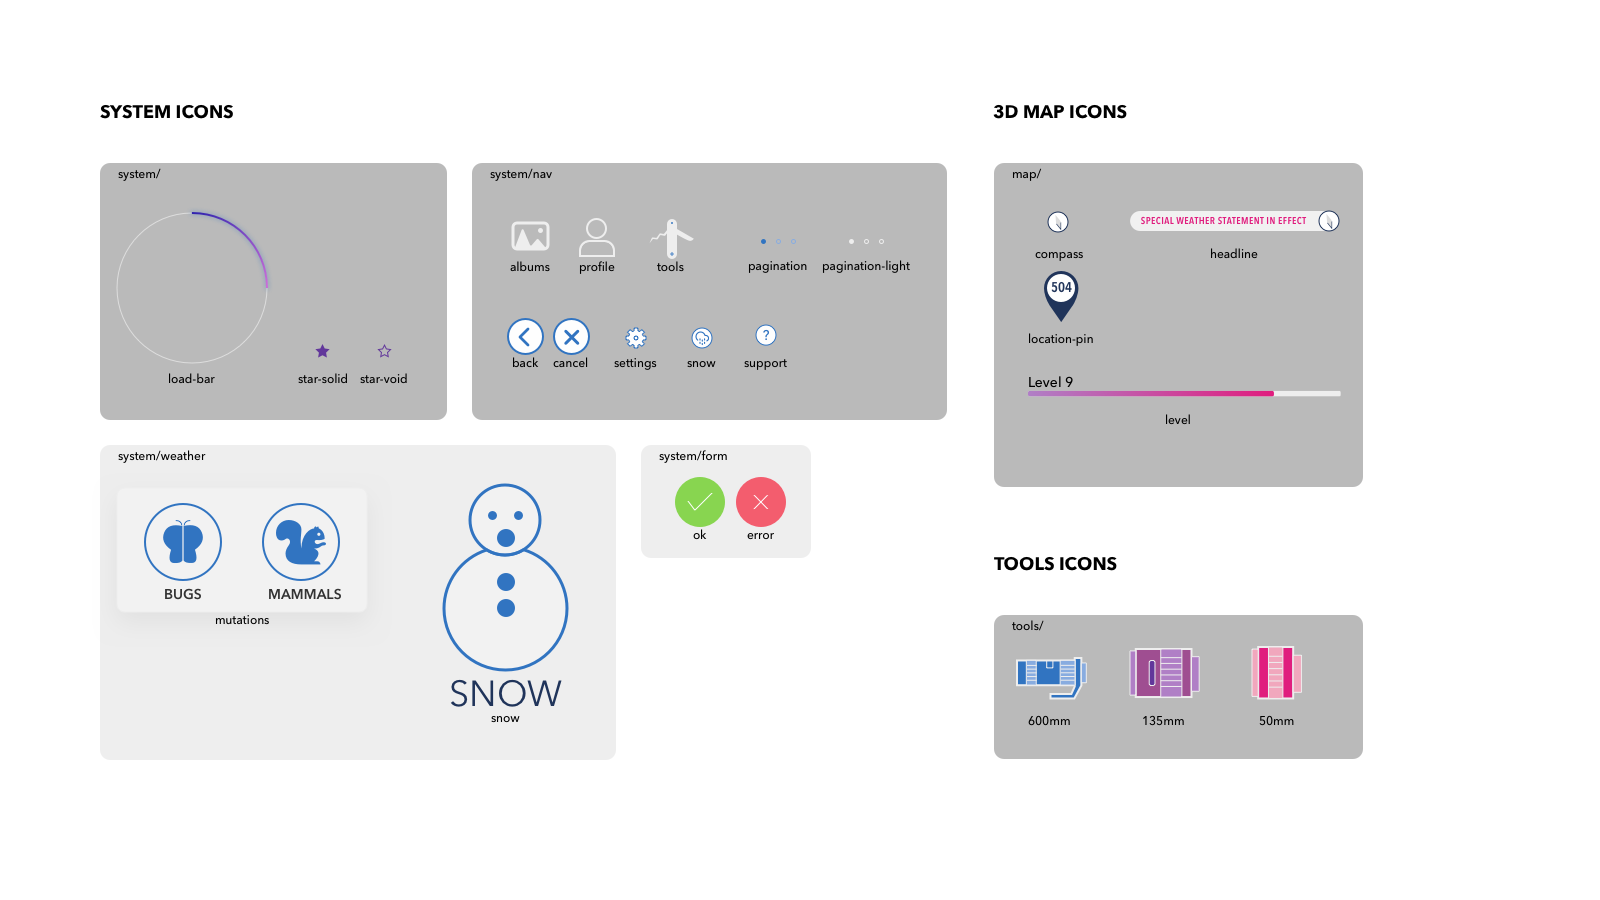 SYSTEM ICONS
system/
load-bar
star-solid
star-void
system/nav
albums
profile
tools
pagination
pagination-light
back
cancel
settings
?
snow
support
system/weather
BUGS
MAMMALS
mutations
SNOW
snow
system/form
ok
error
3D MAP ICONS
map/
compass
SPECIAL WEATHER STATEMENT IN EFFECT
headline
504
location-pin
Level 9
level
TOOLS ICONS
tools/
600mm
135mm
50mm